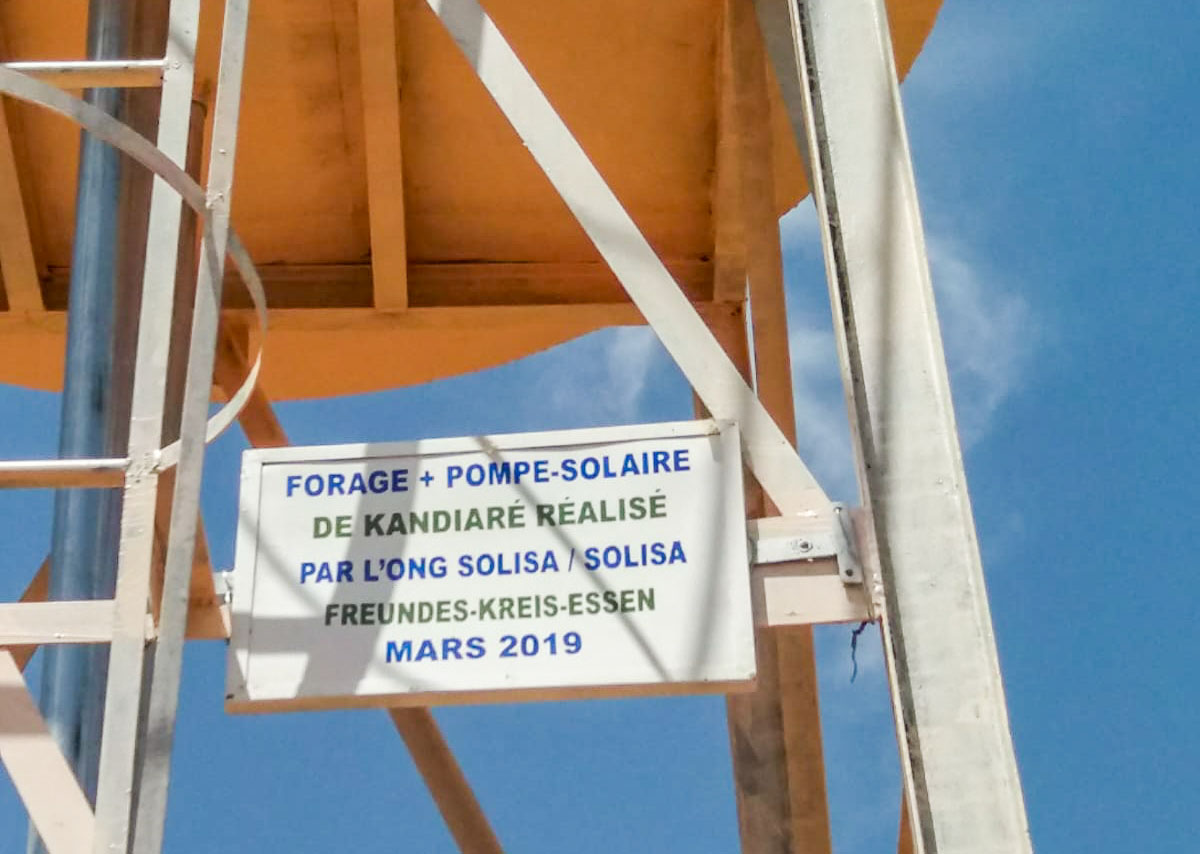 FORAGE + POMPE-SOLAIRE
DE KANDIARÉ RÉALISÉ
PAR L'ONG SOLISA / SOLISA
FREUNDES-KREIS-ESSEN
MARS 2019